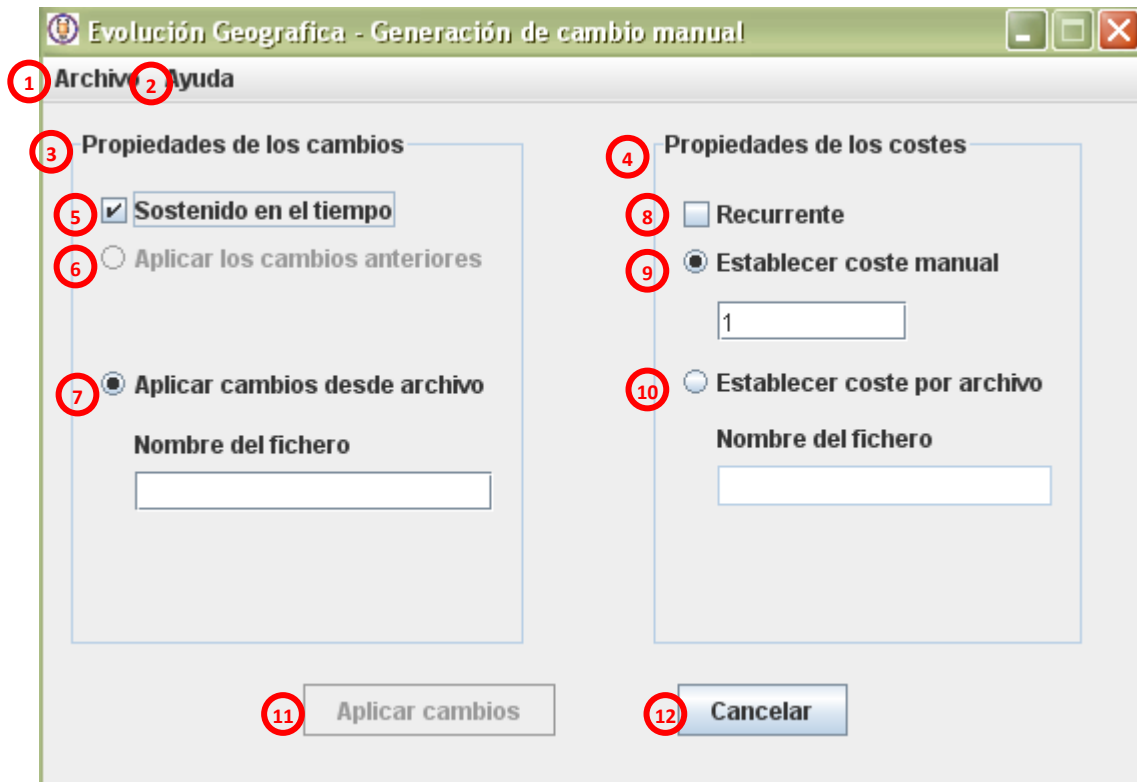 Evolución Geografica - Generación de cambio manual
1 Archivo 2 Ayuda
3 Propiedades de los cambios
5 Sostenido en el tiempo
6 Aplicar los cambios anteriores
7 Aplicar cambios desde archivo
Nombre del fichero
4 Propiedades de los costes
8 Recurrente
9 Establecer coste manual
1
10 Establecer coste por archivo
Nombre del fichero
11 Aplicar cambios
12 Cancelar